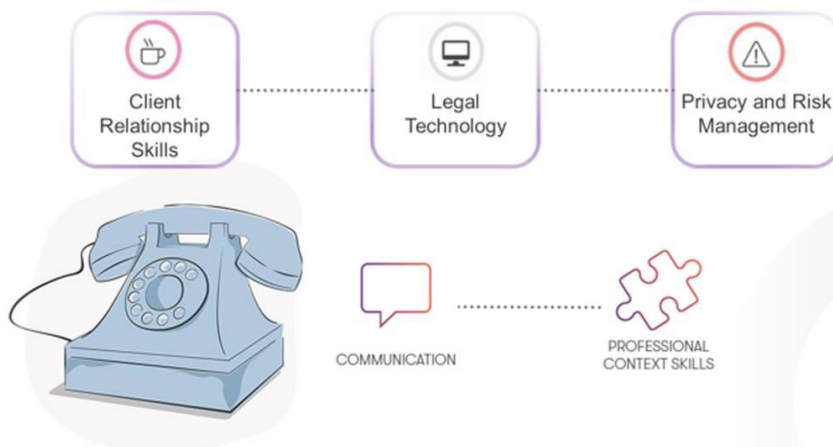 Client
Relationship
Skills
Legal
Technology
Privacy and Risk
Management
COMMUNICATION
PROFESSIONAL
CONTEXT SKILLS